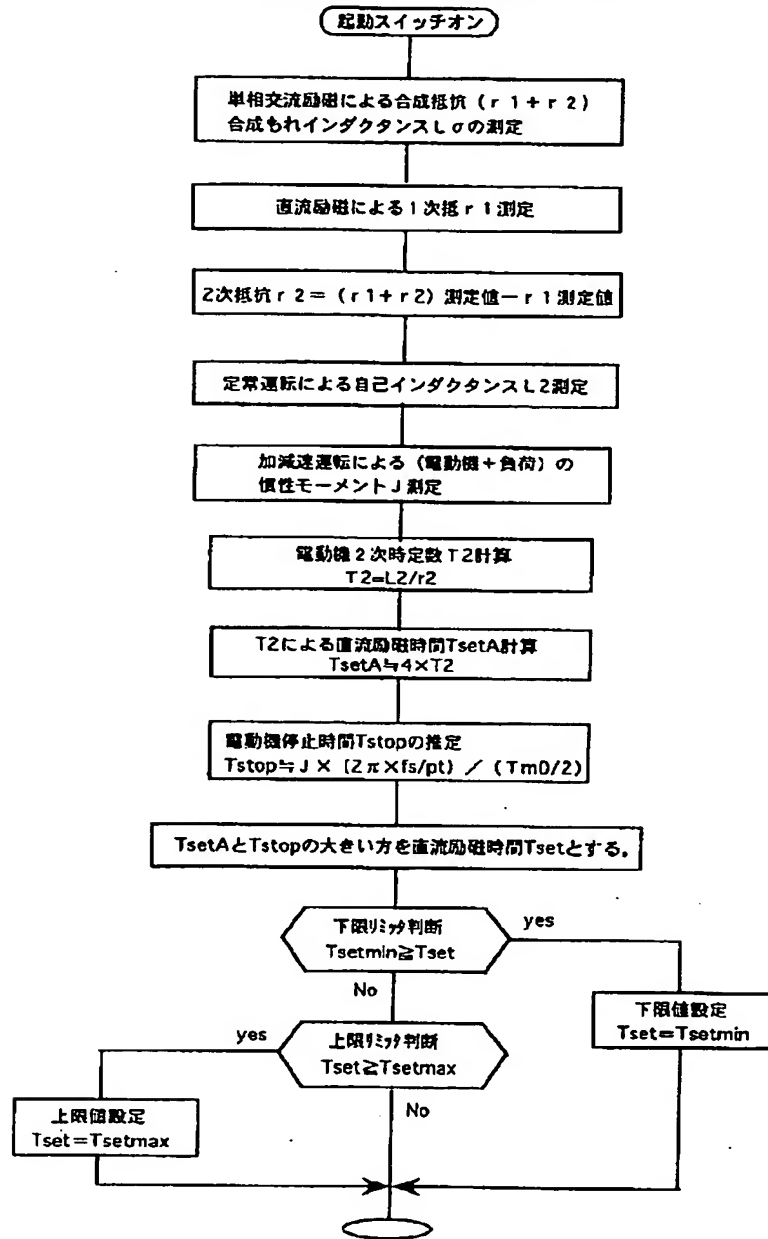 起動スイッチオン
単相交流励磁による合成抵抗（ｒ１＋ｒ２）
合成もれインダクタンスＬσの測定
直流励磁による１次抵ｒ１測定
２次抵抗ｒ２＝（ｒ１＋ｒ２）測定値－ｒ１測定値
定常運転による自己インダクタンスＬ２測定
加減速運転による（電動機＋負荷）の
慣性モーメントＪ測定
電動機２次時定数Ｔ２計算
T2=L2/r2
T2による直流励磁時間TsetA計算
TsetA≒4×T2
電動機停止時間Tstopの推定
Tstop≒J×(2π×fs/pt)／(Tm0/2)
TsetAとTstopの大きい方を直流励磁時間Tsetとする。
下限リミッタ判断
Tsetmin≧Tset
yes
No
下限値設定
Tset=Tsetmin
上限リミッタ判断
Tset≧Tsetmax
yes
No
上限値設定
Tset=Tsetmax